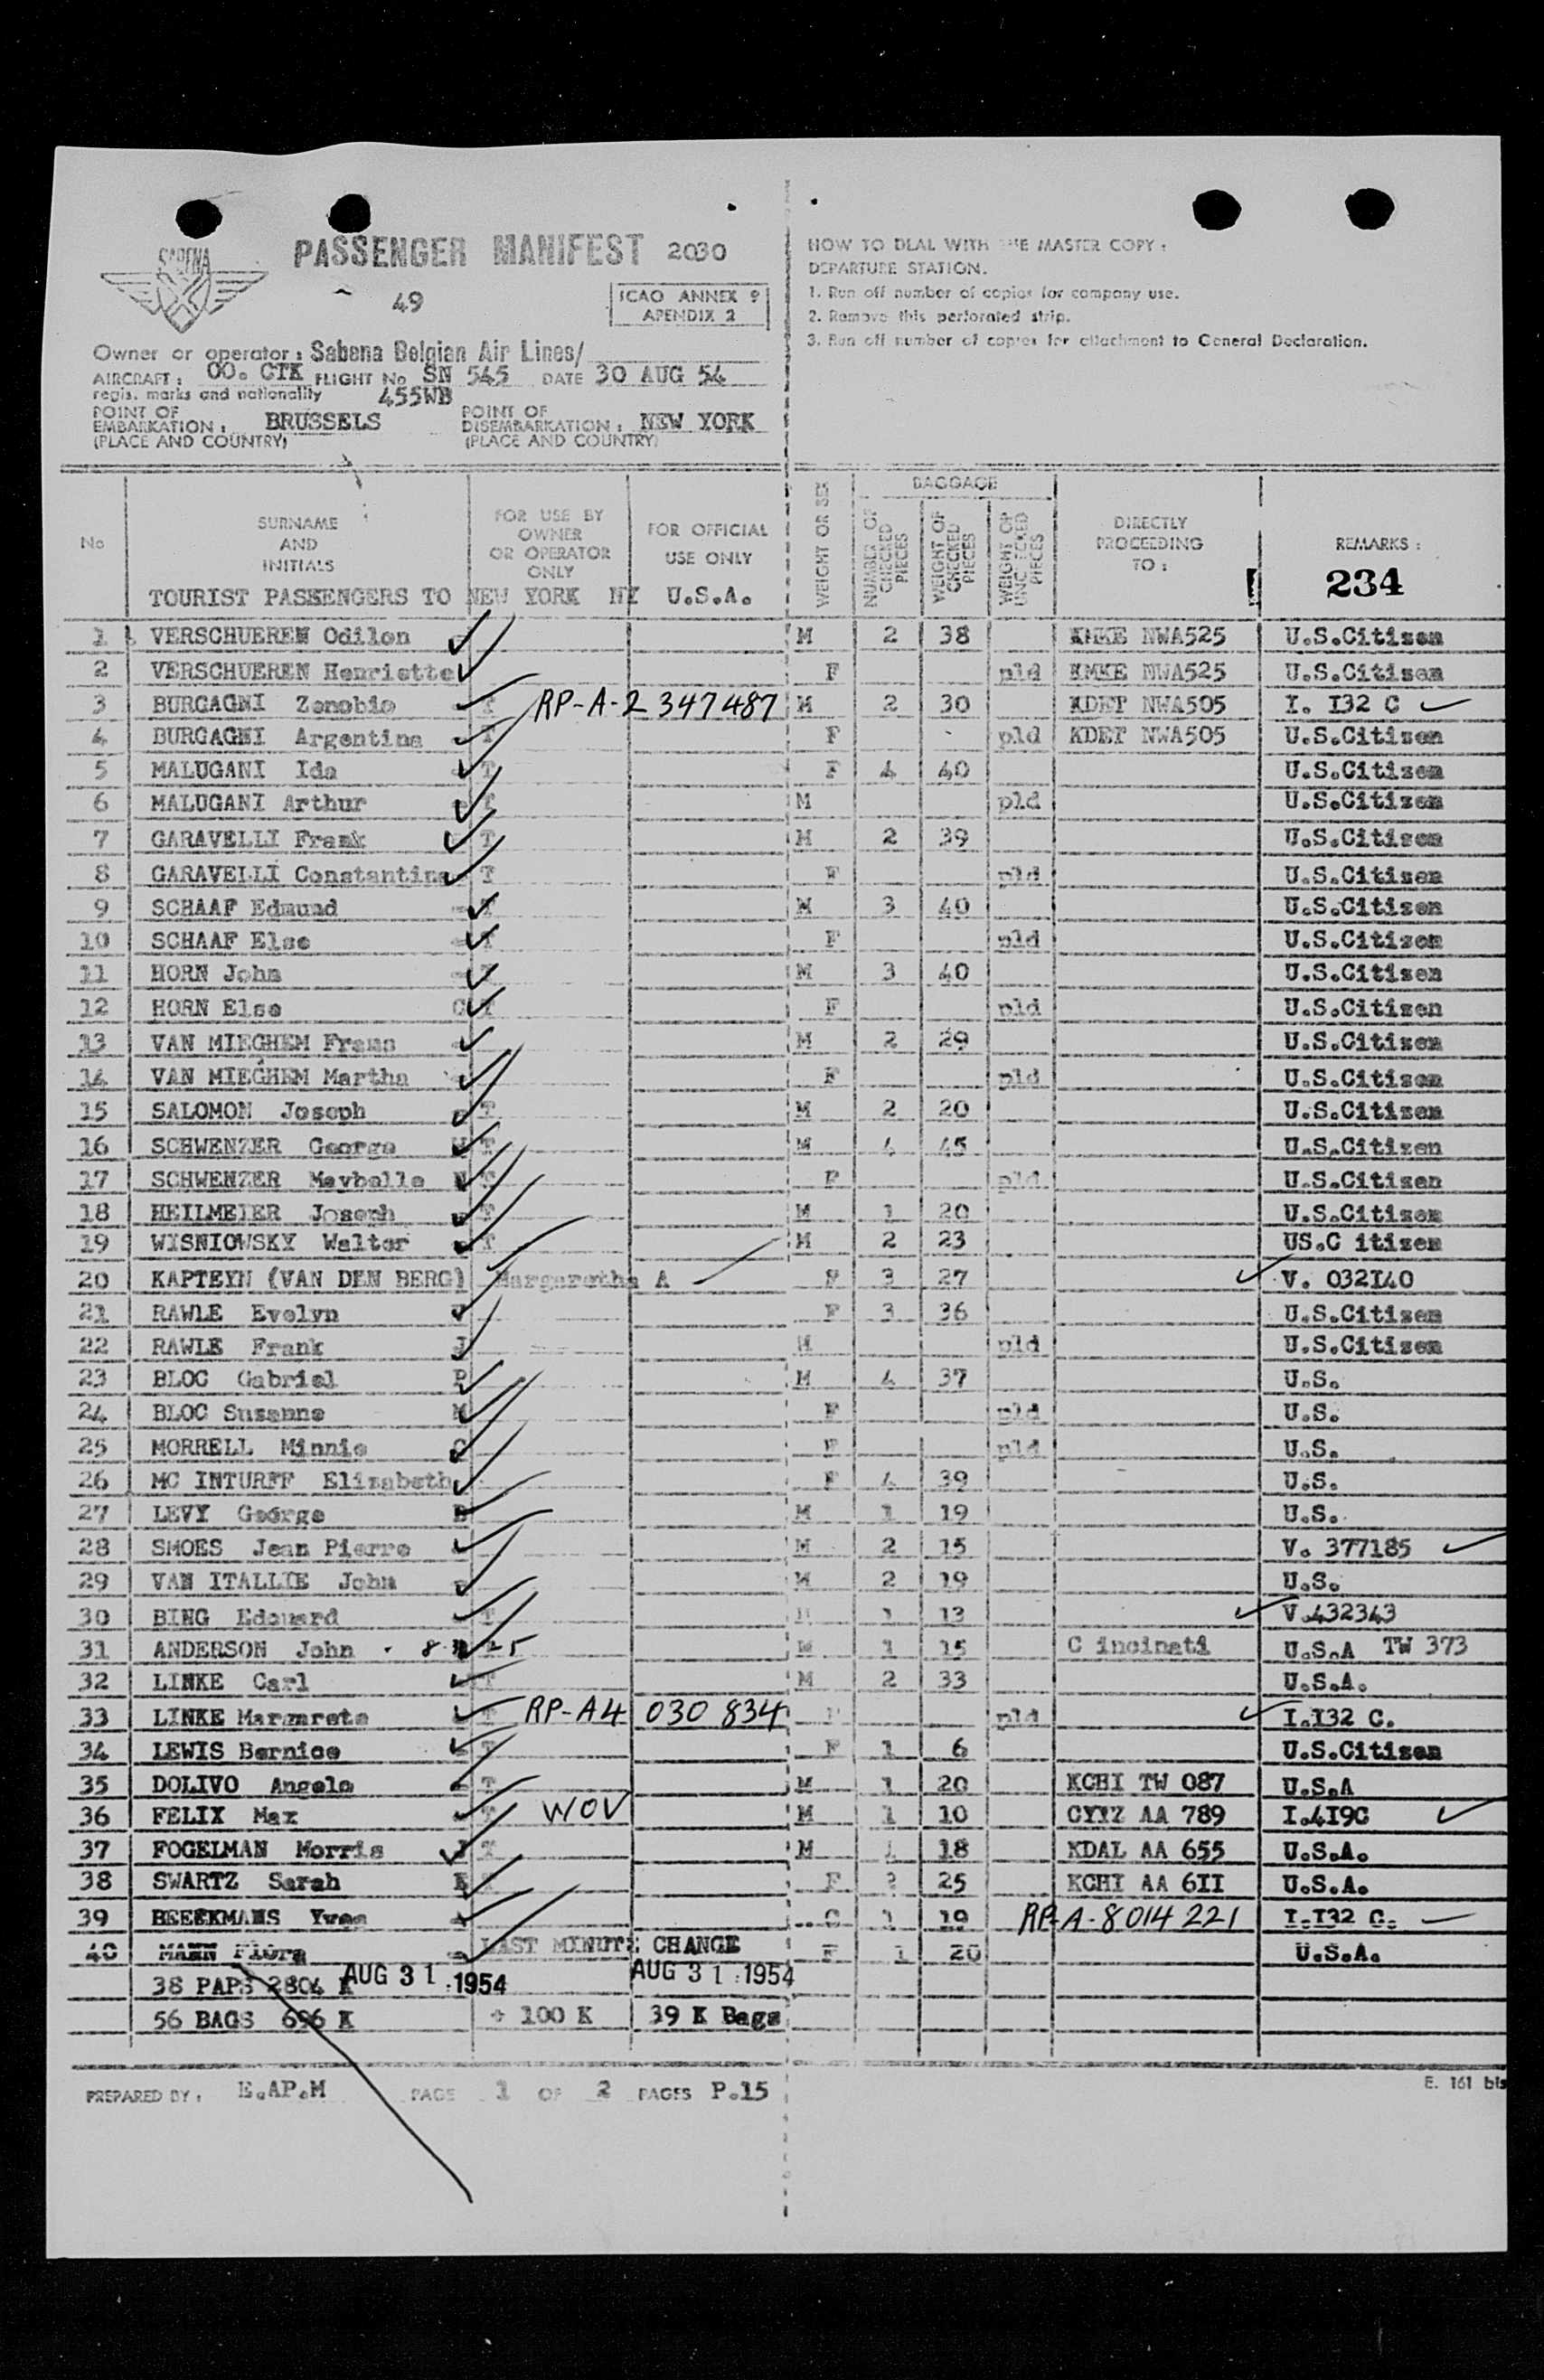 SABENA
PASSENGER MANIFEST 2030
49
ICAO ANNEX 9
APENDIX 2
Owner or operator : Sabena Belgian Air Lines/
AIRCRAFT : OO. CTK FLIGHT No SN 545 DATE 30 AUG 54
regis. marks and nationality 455WB
POINT OF EMBARKATION : BRUSSELS POINT OF DISEMBARKATION : NEW YORK
(PLACE AND COUNTRY) (PLACE AND COUNTRY)
HOW TO DEAL WITH THE MASTER COPY :
DEPARTURE STATION.
1. Run off number of copies for company use.
2. Remove this perforated strip.
3. Run off number of copies for attachment to General Declaration.
No
SURNAME AND INITIALS
FOR USE BY OWNER OR OPERATOR ONLY
FOR OFFICIAL USE ONLY
WEIGHT OR SEX
BAGGAGE
NUMBER OF CHECKED PIECES
WEIGHT OF CHECKED PIECES
WEIGHT OF UNCHECKED PIECES
DIRECTLY PROCEEDING TO :
REMARKS :
234
TOURIST PASSENGERS TO NEW YORK NY U.S.A.
1 VERSCHUEREN Odilon M 2 38 KMKE NWA525 U.S.Citizen
2 VERSCHUEREN Henriette F pld KMKE NWA525 U.S.Citizen
3 BURGAGNI Zenobio T RP-A-2 347487 M 2 30 KDET NWA505 I. I32 C
4 BURGAGNI Argentina T F pld KDET NWA505 U.S.Citizen
5 MALUGANI Ida T F 4 40 U.S.Citizen
6 MALUGANI Arthur T M pld U.S.Citizen
7 GARAVELLI Frank T M 2 39 U.S.Citizen
8 GARAVELLI Constantina T F pld U.S.Citizen
9 SCHAAF Edmund T M 3 40 U.S.Citizen
10 SCHAAF Else T F pld U.S.Citizen
11 HORN John T M 3 40 U.S.Citizen
12 HORN Else C T F pld U.S.Citizen
13 VAN MIEGHEM Frans M 2 29 U.S.Citizen
14 VAN MIEGHEM Martha F pld U.S.Citizen
15 SALOMON Joseph T M 2 20 U.S.Citizen
16 SCHWENZER George T M 4 45 U.S.Citizen
17 SCHWENZER Maybelle T F pld U.S.Citizen
18 HEILMEIER Joseph T M 1 20 U.S.Citizen
19 WISNIOWSKY Walter T M 2 23 US.C itizen
20 KAPTEYN (VAN DEN BERG) Margaretha A F 3 27 V. 032I40
21 RAWLE Evelyn F 3 36 U.S.Citizen
22 RAWLE Frank J M pld U.S.Citizen
23 BLOC Gabriel P M 4 37 U.S.
24 BLOC Susanne M F pld U.S.
25 MORRELL Minnie C F pld U.S.
26 MC INTURFF Elizabeth F 4 39 U.S.
27 LEVY George B M 1 19 U.S.
28 SMOES Jean Pierre M 2 15 V. 377185
29 VAN ITALLIE John M 2 19 U.S.
30 BING Edouard T M 1 13 V.432343
31 ANDERSON John M 1 15 C incinati U.S.A TW 373
32 LINKE Carl T M 2 33 U.S.A.
33 LINKE Margarete T RP-A4 030 834 F pld I.I32 C.
34 LEWIS Bernice T F 1 6 U.S.Citizen
35 DOLIVO Angelo T M 1 20 KCHI TW 087 U.S.A
36 FELIX Max T WOV M 1 10 CYYZ AA 789 I.4I9C
37 FOGELMAN Morris T M 1 18 KDAL AA 655 U.S.A.
38 SWARTZ Sarah T F 2 25 KCHI AA 6II U.S.A.
39 BEEEKMANS Yves C 1 19 RP-A-8014221 I.I32 C.
40 MANN Flora LAST MINUTE CHANGE F 1 20 U.S.A.
38 PAPS 2804 K AUG 31 1954 AUG 31 1954
56 BAGS 696 K + 100 K 39 K Bags
PREPARED BY : E.AP.M PAGE 1 OF 2 PAGES P.15
E. 161 bis